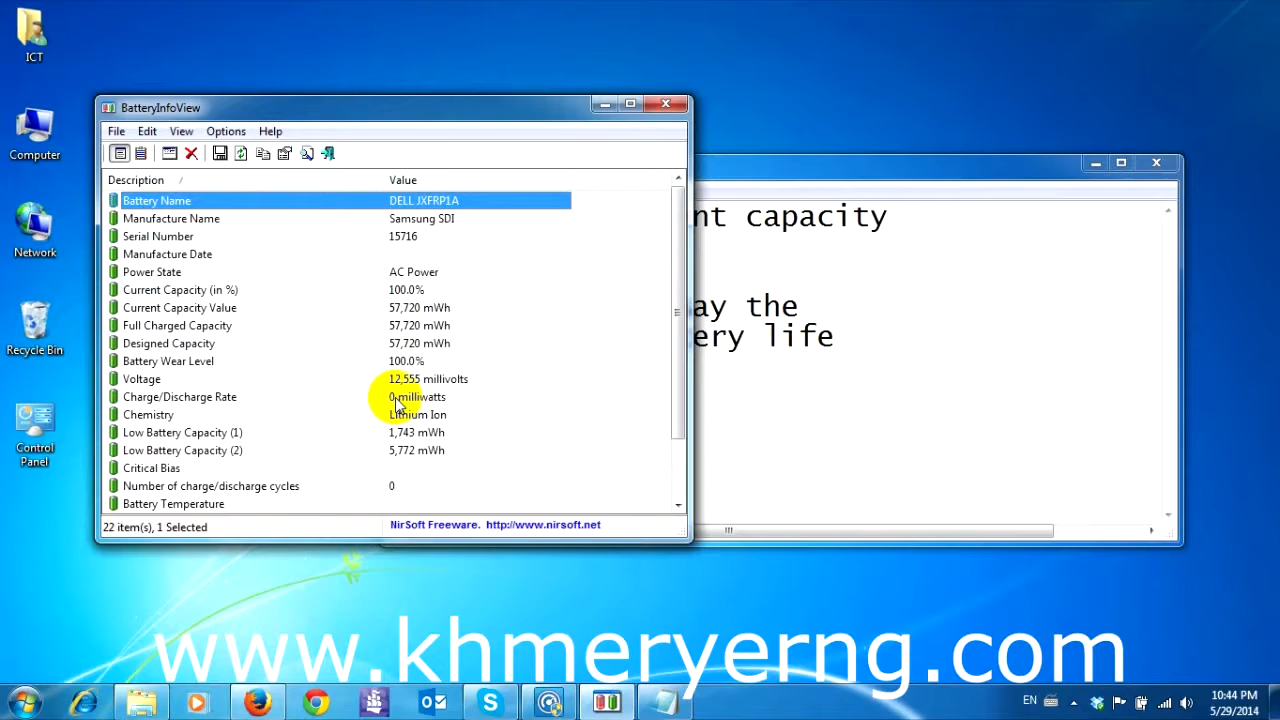 ICT
Computer
Network
Recycle Bin
Control
Panel
BatteryInfoView
File Edit View Options Help
Description / Value
Battery Name DELL JXFRP1A
Manufacture Name Samsung SDI
Serial Number 15716
Manufacture Date
Power State AC Power
Current Capacity (in %) 100.0%
Current Capacity Value 57,720 mWh
Full Charged Capacity 57,720 mWh
Designed Capacity 57,720 mWh
Battery Wear Level 100.0%
Voltage 12,555 millivolts
Charge/Discharge Rate 0 milliwatts
Chemistry Lithium Ion
Low Battery Capacity (1) 1,743 mWh
Low Battery Capacity (2) 5,772 mWh
Critical Bias
Number of charge/discharge cycles 0
Battery Temperature
22 item(s), 1 Selected NirSoft Freeware. http://www.nirsoft.net
nt capacity
ay the
ery life
www.khmeryerng.com
EN 10:44 PM
5/29/2014